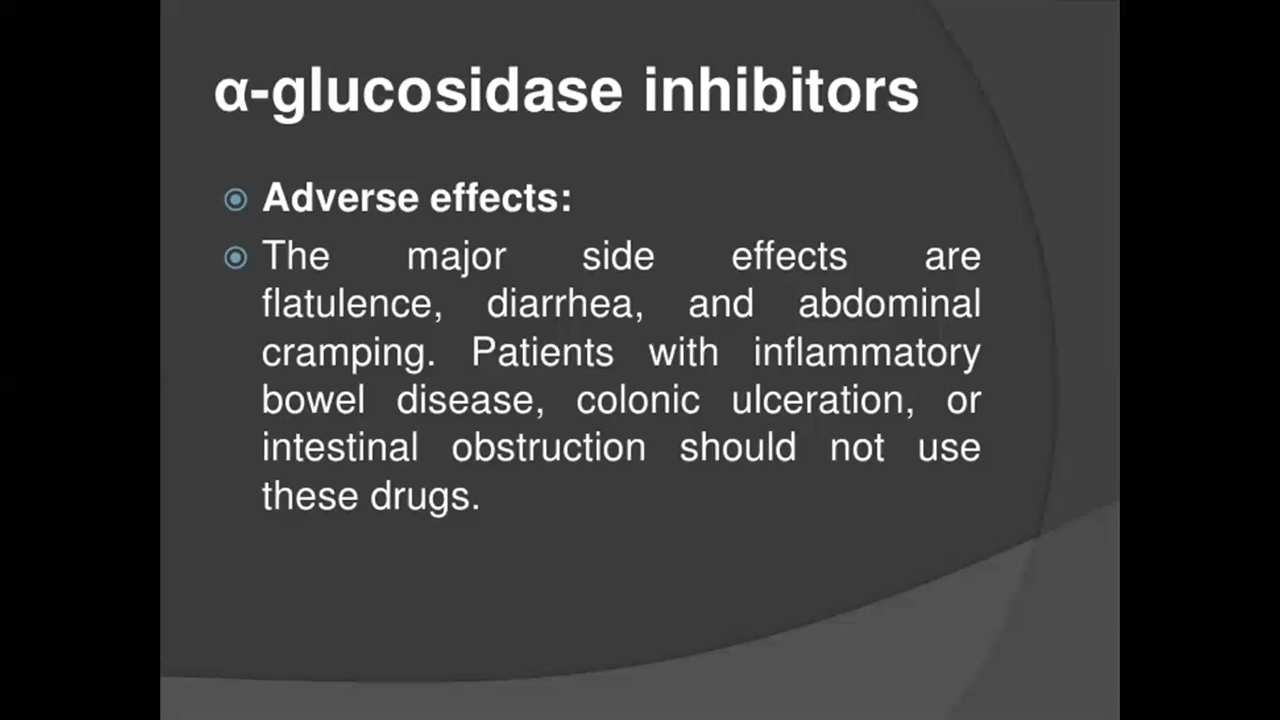 α-glucosidase inhibitors
Adverse effects:
The major side effects are
flatulence, diarrhea, and abdominal
cramping. Patients with inflammatory
bowel disease, colonic ulceration, or
intestinal obstruction should not use
these drugs.